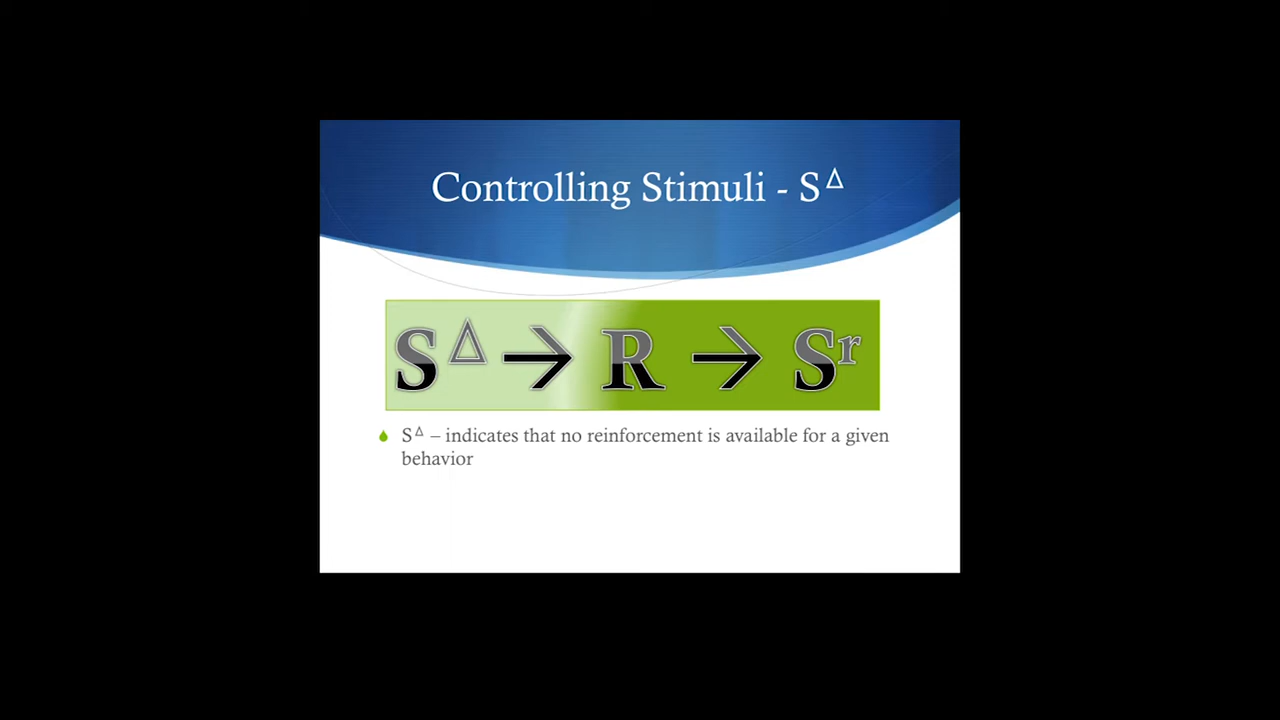 Controlling Stimuli - S^Δ
S^Δ → R → S^r
S^Δ – indicates that no reinforcement is available for a given
behavior